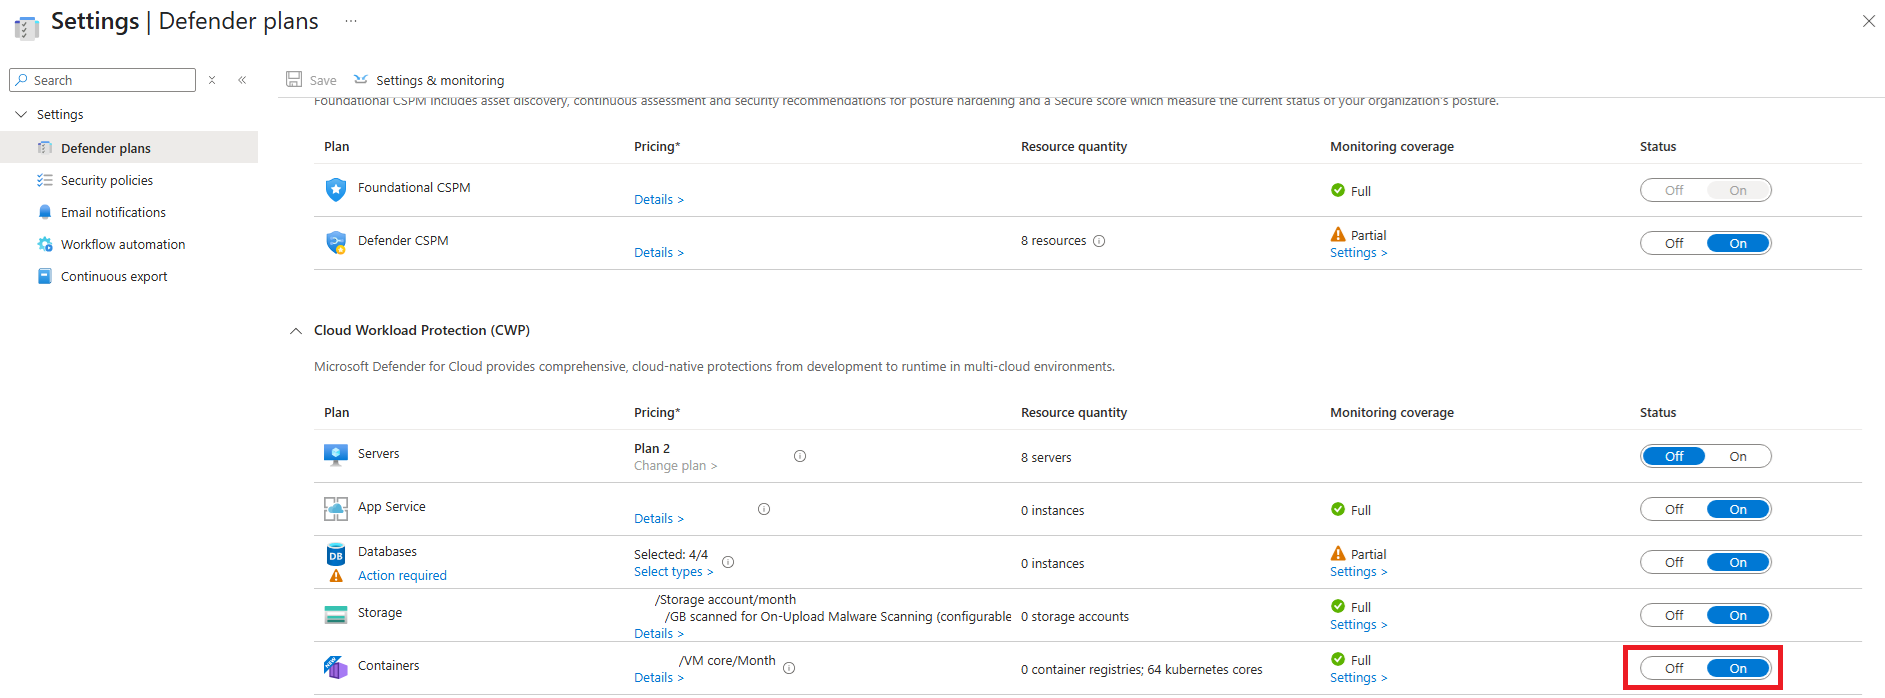 Settings | Defender plans ...
Search
Save Settings & monitoring
Settings
Defender plans
Security policies
Email notifications
Workflow automation
Continuous export
Foundational CSPM includes asset discovery, continuous assessment and security recommendations for posture hardening and a Secure score which measure the current status of your organization's posture.
Plan Pricing* Resource quantity Monitoring coverage Status
Foundational CSPM Details > Full Off On
Defender CSPM Details > 8 resources Partial Off On
Settings >
Cloud Workload Protection (CWP)
Microsoft Defender for Cloud provides comprehensive, cloud-native protections from development to runtime in multi-cloud environments.
Plan Pricing* Resource quantity Monitoring coverage Status
Servers Plan 2 8 servers Off On
Change plan >
App Service Details > 0 instances Full Off On
DB Databases Selected: 4/4 0 instances Partial Off On
Action required Select types > Settings >
Storage /Storage account/month Full
/GB scanned for On-Upload Malware Scanning (configurable 0 storage accounts Off On
Details > Settings >
NEW Containers /VM core/Month 0 container registries; 64 kubernetes cores Full Off On
Details > Settings >